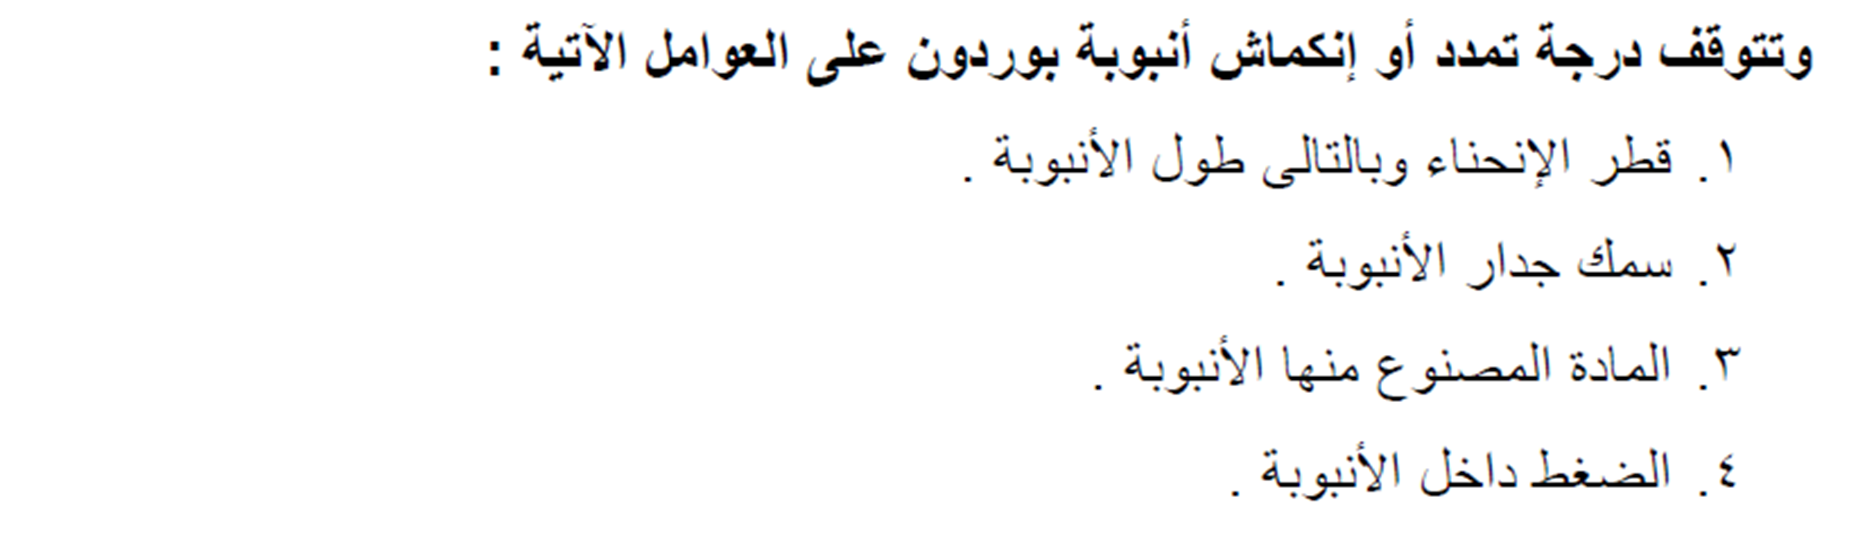 وتتوقف درجة تمدد أو إنكماش أنبوبة بوردون على العوامل الآتية :
١. قطر الإنحناء وبالتالى طول الأنبوبة .
٢. سمك جدار الأنبوبة .
٣. المادة المصنوع منها الأنبوبة .
٤. الضغط داخل الأنبوبة .